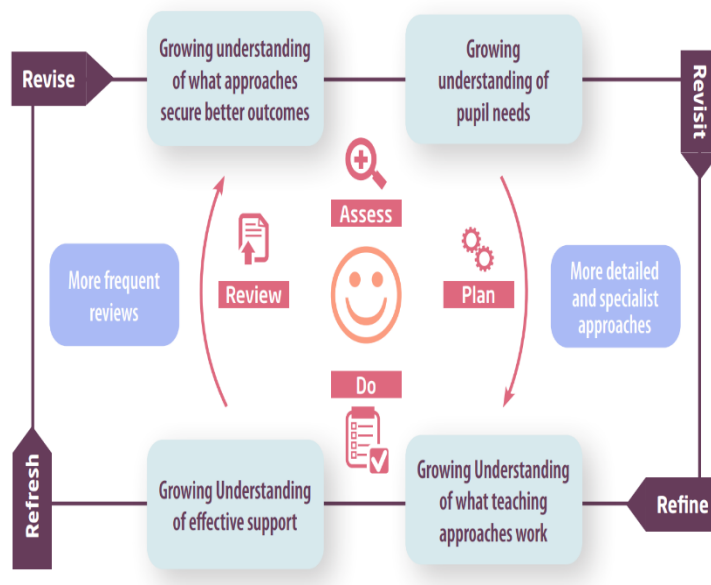 Revise
Growing understanding
of what approaches
secure better outcomes
Growing
understanding of
pupil needs
Revisit
Assess
More frequent
reviews
Review
Plan
More detailed
and specialist
approaches
Do
Refresh
Growing Understanding
of effective support
Growing Understanding
of what teaching
approaches work
Refine